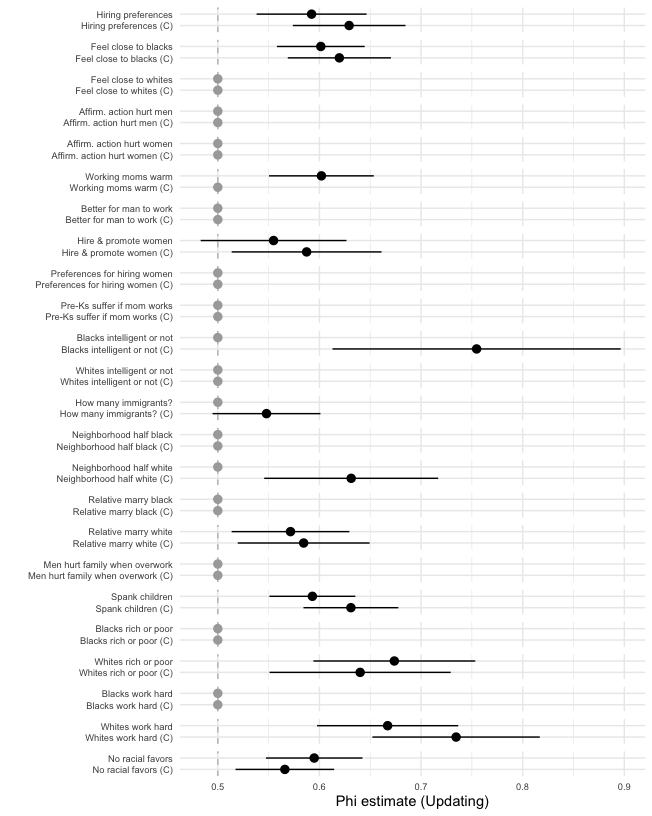 Hiring preferences
Hiring preferences (C)
Feel close to blacks
Feel close to blacks (C)
Feel close to whites
Feel close to whites (C)
Affirm. action hurt men
Affirm. action hurt men (C)
Affirm. action hurt women
Affirm. action hurt women (C)
Working moms warm
Working moms warm (C)
Better for man to work
Better for man to work (C)
Hire & promote women
Hire & promote women (C)
Preferences for hiring women
Preferences for hiring women (C)
Pre-Ks suffer if mom works
Pre-Ks suffer if mom works (C)
Blacks intelligent or not
Blacks intelligent or not (C)
Whites intelligent or not
Whites intelligent or not (C)
How many immigrants?
How many immigrants? (C)
Neighborhood half black
Neighborhood half black (C)
Neighborhood half white
Neighborhood half white (C)
Relative marry black
Relative marry black (C)
Relative marry white
Relative marry white (C)
Men hurt family when overwork
Men hurt family when overwork (C)
Spank children
Spank children (C)
Blacks rich or poor
Blacks rich or poor (C)
Whites rich or poor
Whites rich or poor (C)
Blacks work hard
Blacks work hard (C)
Whites work hard
Whites work hard (C)
No racial favors
No racial favors (C)
0.5 0.6 0.7 0.8 0.9
Phi estimate (Updating)